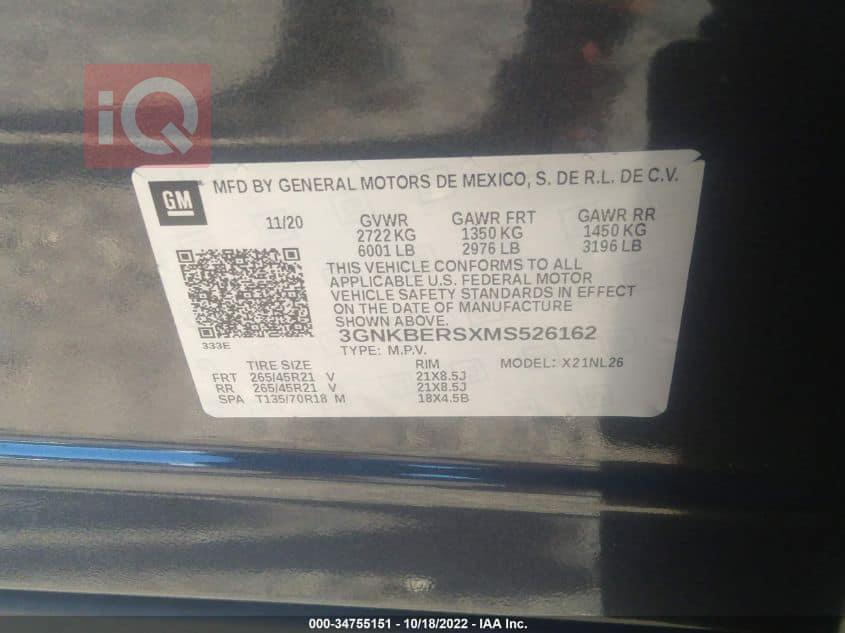 iQ
GM
MFD BY GENERAL MOTORS DE MEXICO, S. DE R.L. DE C.V.
11/20 GVWR GAWR FRT GAWR RR
2722 KG 1350 KG 1450 KG
6001 LB 2976 LB 3196 LB
THIS VEHICLE CONFORMS TO ALL
APPLICABLE U.S. FEDERAL MOTOR
VEHICLE SAFETY STANDARDS IN EFFECT
ON THE DATE OF MANUFACTURE
SHOWN ABOVE.
3GNKBERSXMS526162
333E
TYPE: M.P.V. MODEL: X21NL26
TIRE SIZE RIM
FRT 265/45R21 V 21X8.5J
RR 265/45R21 V 21X8.5J
SPA T135/70R18 M 18X4.5B
000-34755151 - 10/18/2022 - IAA Inc.